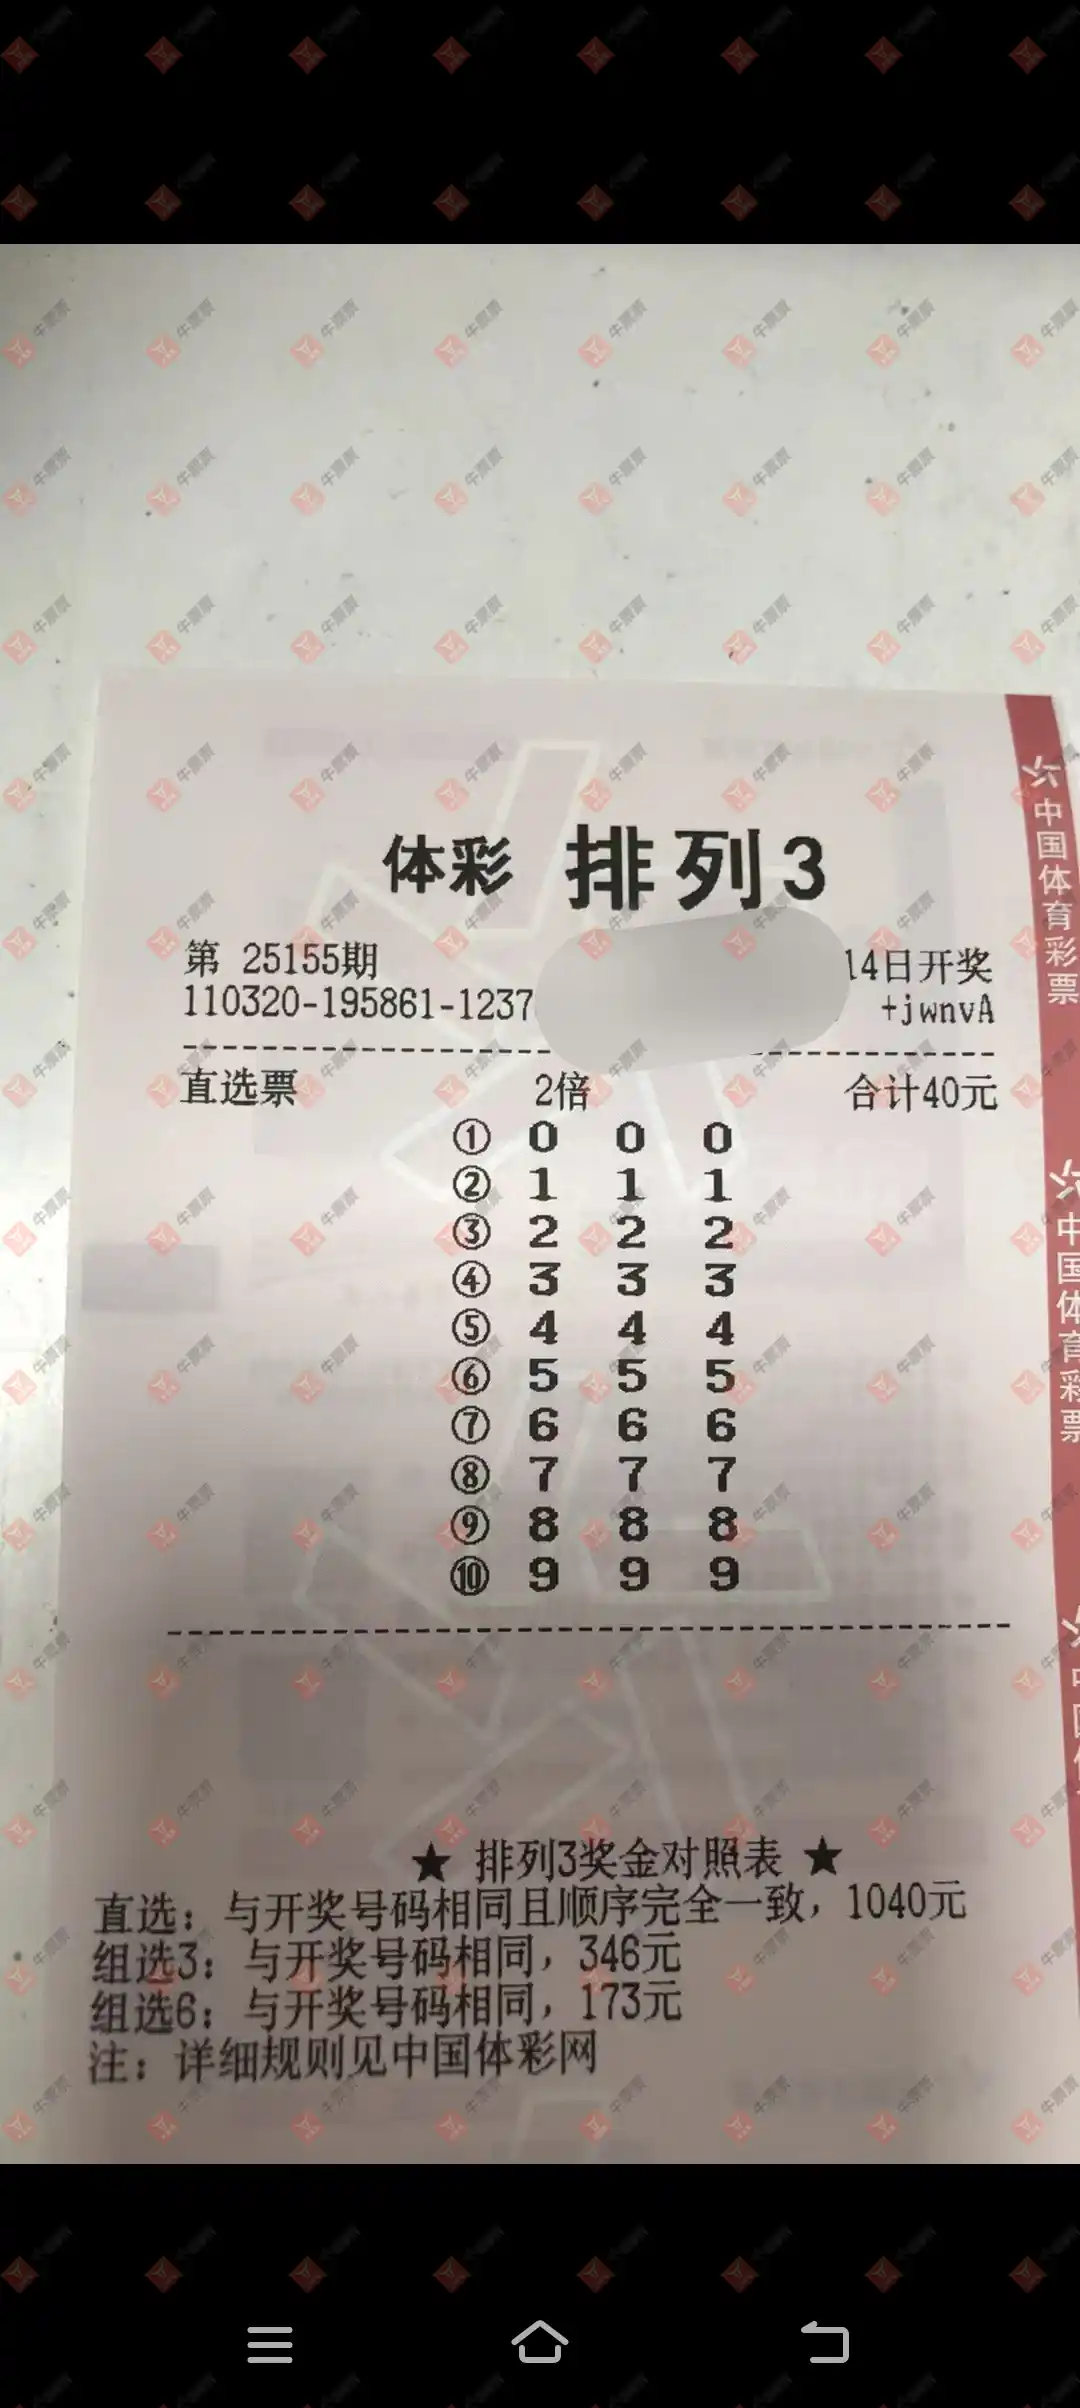 体彩 排列3
第 25155期 14日开奖
110320-195861-1237 +jwnvA
直选票 2倍 合计40元
① 0 0 0
② 1 1 1
③ 2 2 2
④ 3 3 3
⑤ 4 4 4
⑥ 5 5 5
⑦ 6 6 6
⑧ 7 7 7
⑨ 8 8 8
⑩ 9 9 9
★ 排列3奖金对照表 ★
直选：与开奖号码相同且顺序完全一致，1040元
组选3：与开奖号码相同，346元
组选6：与开奖号码相同，173元
注：详细规则见中国体彩网
中国体育彩票
中国体育彩票
牛票票